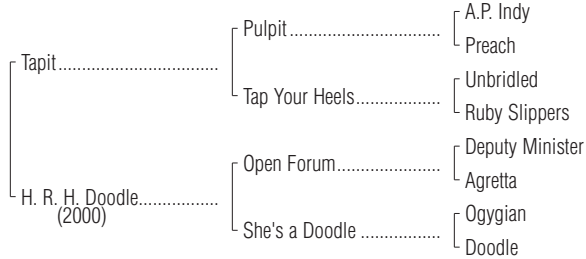 A.P. Indy
Pulpit..................................
Preach
Tapit....................................
Unbridled
Tap Your Heels...................
Ruby Slippers
Deputy Minister
Open Forum.......................
Agretta
H. R. H. Doodle..................
(2000)
Ogygian
She's a Doodle ..................
Doodle